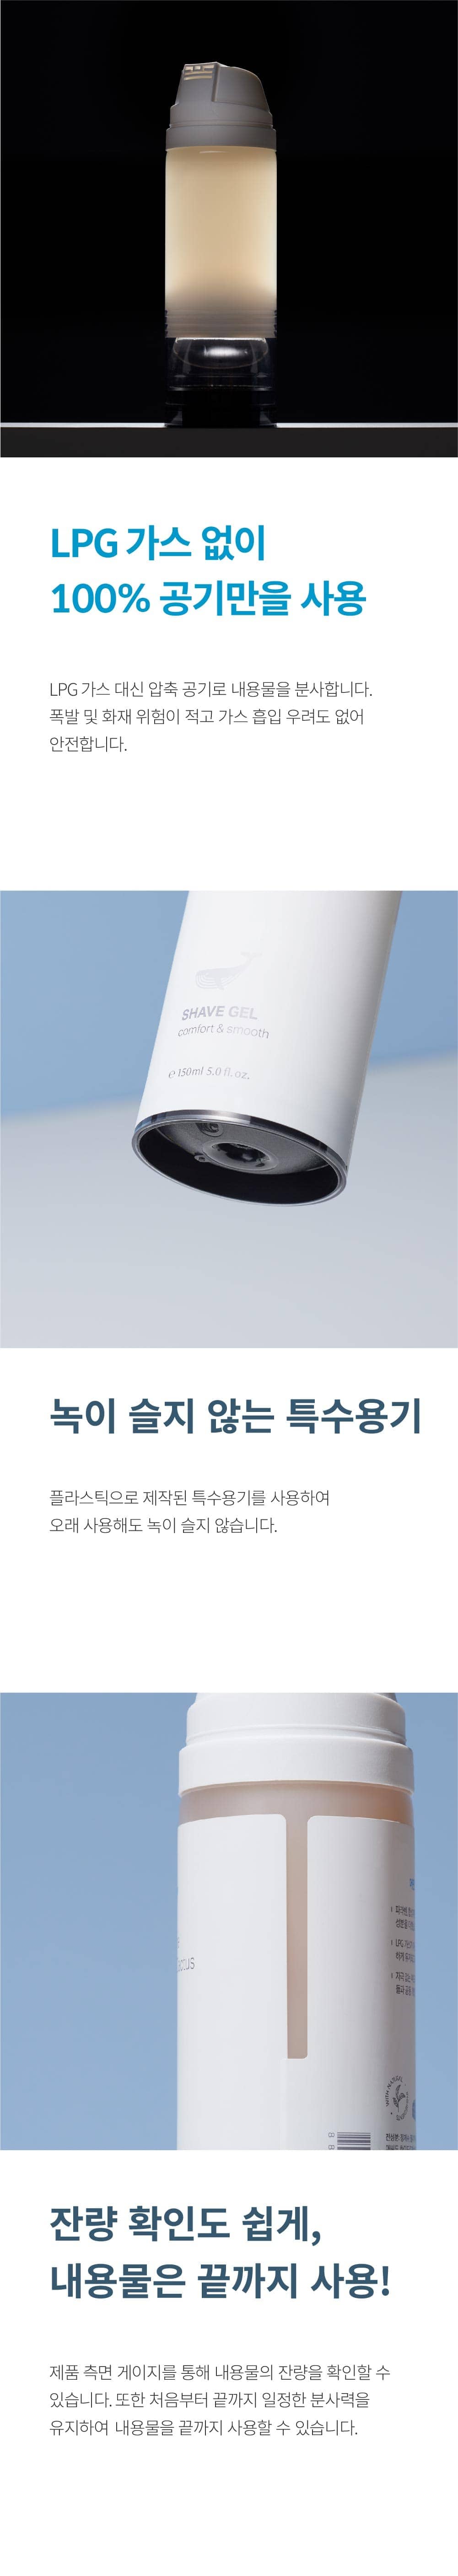 LPG 가스 없이
100% 공기만을 사용
LPG 가스 대신 압축 공기로 내용물을 분사합니다.
폭발 및 화재 위험이 적고 가스 흡입 우려도 없어
안전합니다.
SHAVE GEL
comfort & smooth
℮ 150ml 5.0 fl. oz.
녹이 슬지 않는 특수용기
플라스틱으로 제작된 특수용기를 사용하여
오래 사용해도 녹이 슬지 않습니다.
잔량 확인도 쉽게,
내용물은 끝까지 사용!
제품 측면 게이지를 통해 내용물의 잔량을 확인할 수
있습니다. 또한 처음부터 끝까지 일정한 분사력을
유지하여 내용물을 끝까지 사용할 수 있습니다.